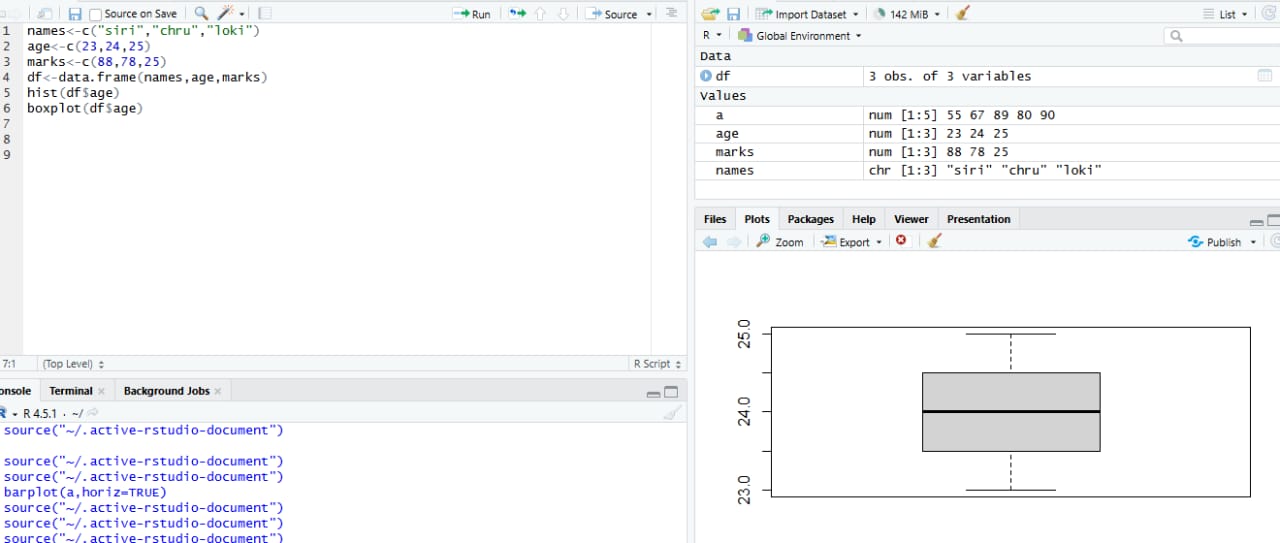 Source on Save Run Source
1 names<-c("siri","chru","loki")
2 age<-c(23,24,25)
3 marks<-c(88,78,25)
4 df<-data.frame(names,age,marks)
5 hist(df$age)
6 boxplot(df$age)
7
8
9
7:1 (Top Level) R Script
onsole Terminal Background Jobs
R R 4.5.1 · ~/
source("~/.active-rstudio-document")
source("~/.active-rstudio-document")
source("~/.active-rstudio-document")
barplot(a,horiz=TRUE)
source("~/.active-rstudio-document")
source("~/.active-rstudio-document")
source("~/.active-rstudio-document")
Import Dataset 142 MiB List
R Global Environment
Data
df 3 obs. of 3 variables
Values
a num [1:5] 55 67 89 80 90
age num [1:3] 23 24 25
marks num [1:3] 88 78 25
names chr [1:3] "siri" "chru" "loki"
Files Plots Packages Help Viewer Presentation
Zoom Export Publish
25.0
24.0
23.0